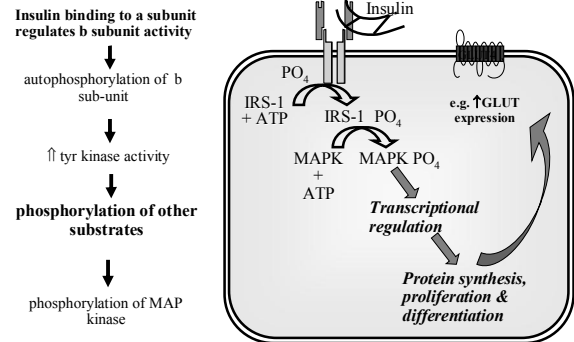 Insulin binding to a subunit
regulates b subunit activity
autophosphorylation of b
sub-unit
⇑ tyr kinase activity
phosphorylation of other
substrates
phosphorylation of MAP
kinase
Insulin
PO4
IRS-1
+ ATP
IRS-1 PO4
MAPK
+
ATP
MAPK PO4
Transcriptional
regulation
Protein synthesis,
proliferation &
differentiation
e.g. ↑GLUT
expression